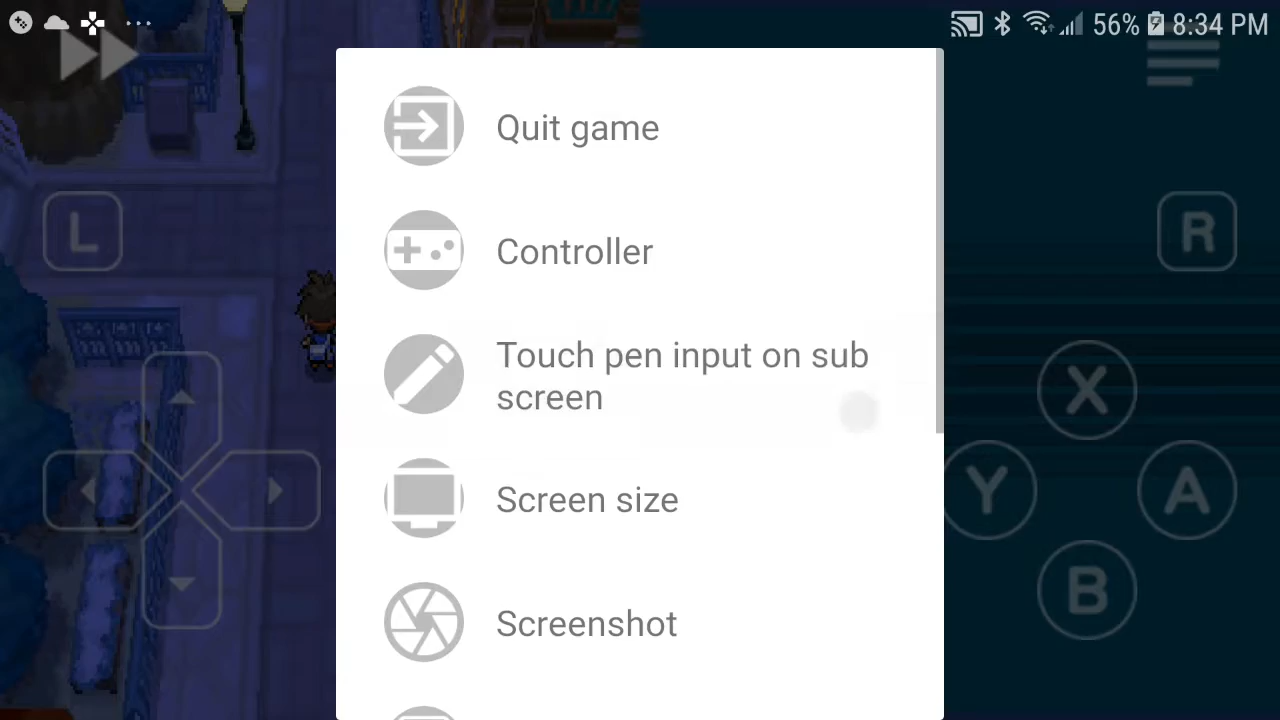 56% 8:34 PM
Quit game
L
R
Controller
Touch pen input on sub
screen
X
Screen size
Y
A
B
Screenshot